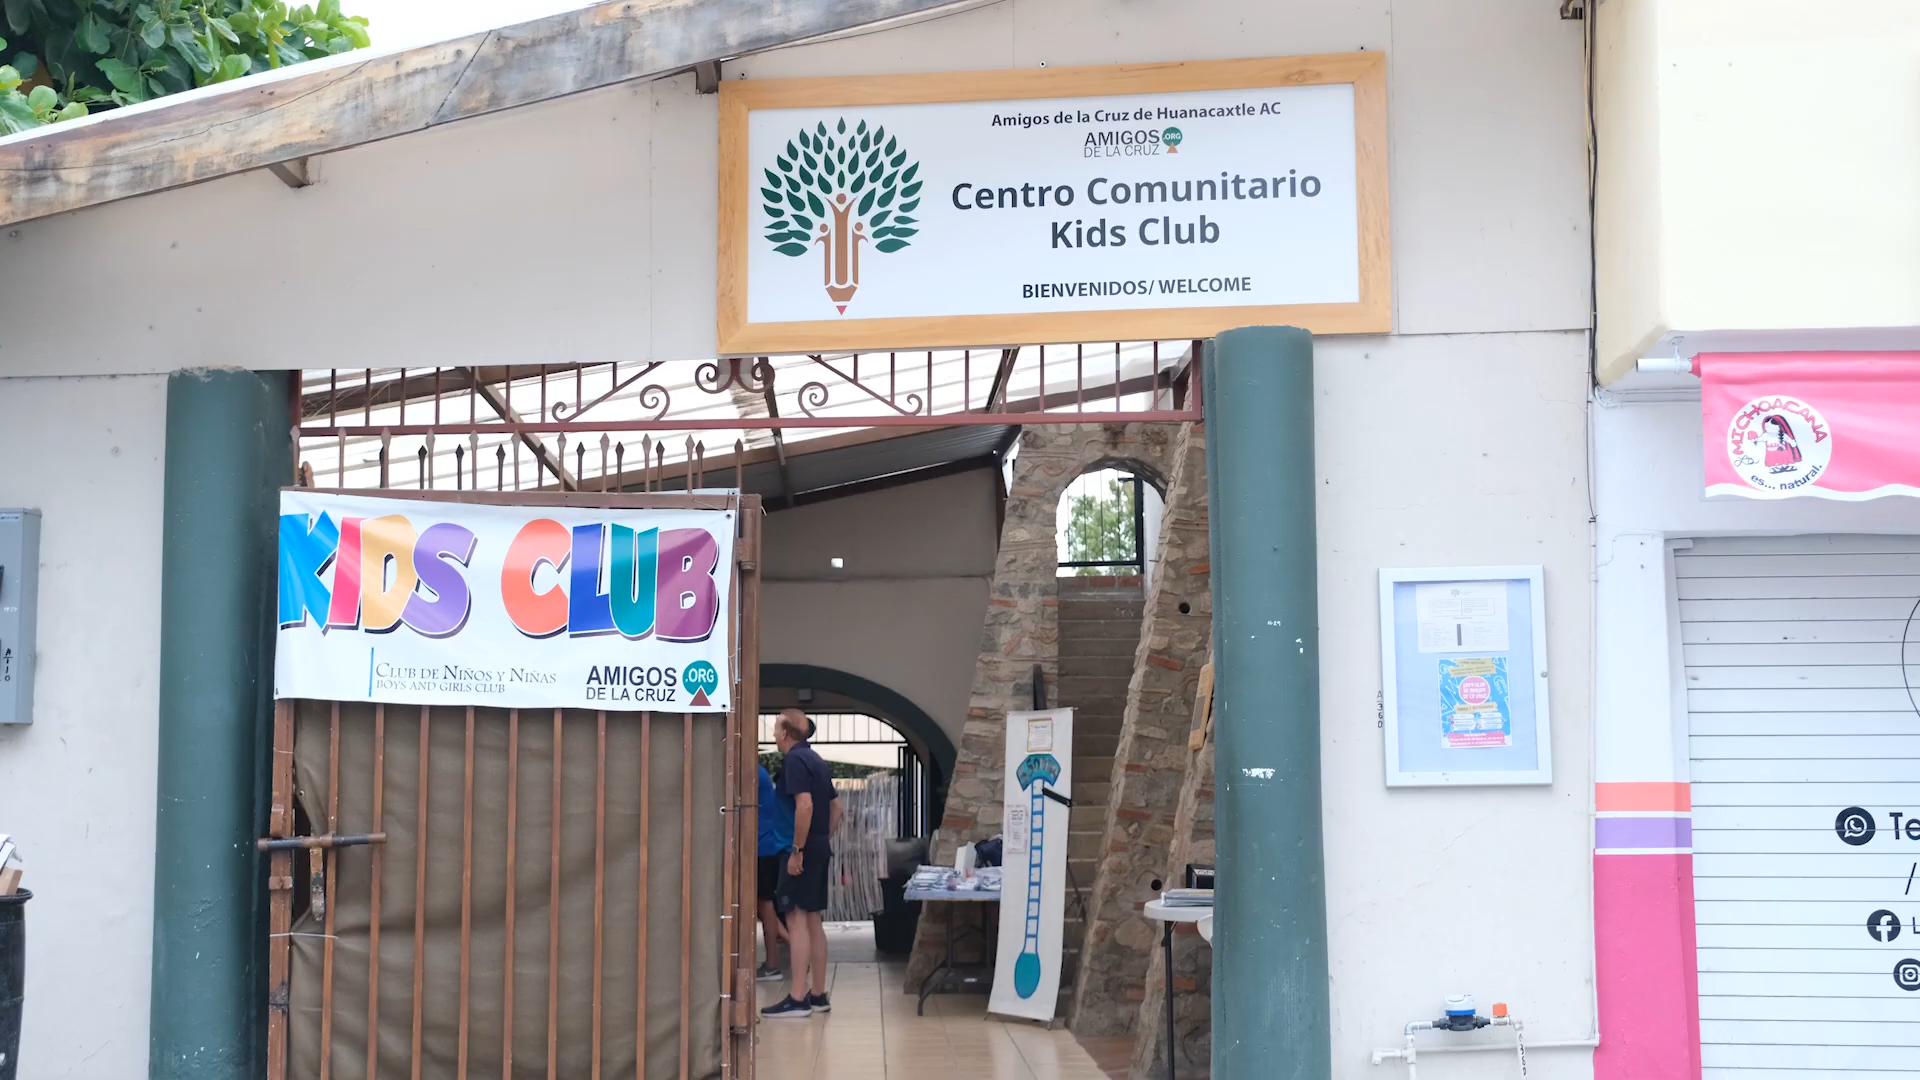 Amigos de la Cruz de Huanacaxtle AC
AMIGOS .ORG
DE LA CRUZ
Centro Comunitario
Kids Club
BIENVENIDOS/ WELCOME
KIDS CLUB
CLUB DE NIÑOS Y NIÑAS
BOYS AND GIRLS CLUB
AMIGOS .ORG
DE LA CRUZ
MICHOACANA
es... natural.
Te
/
L